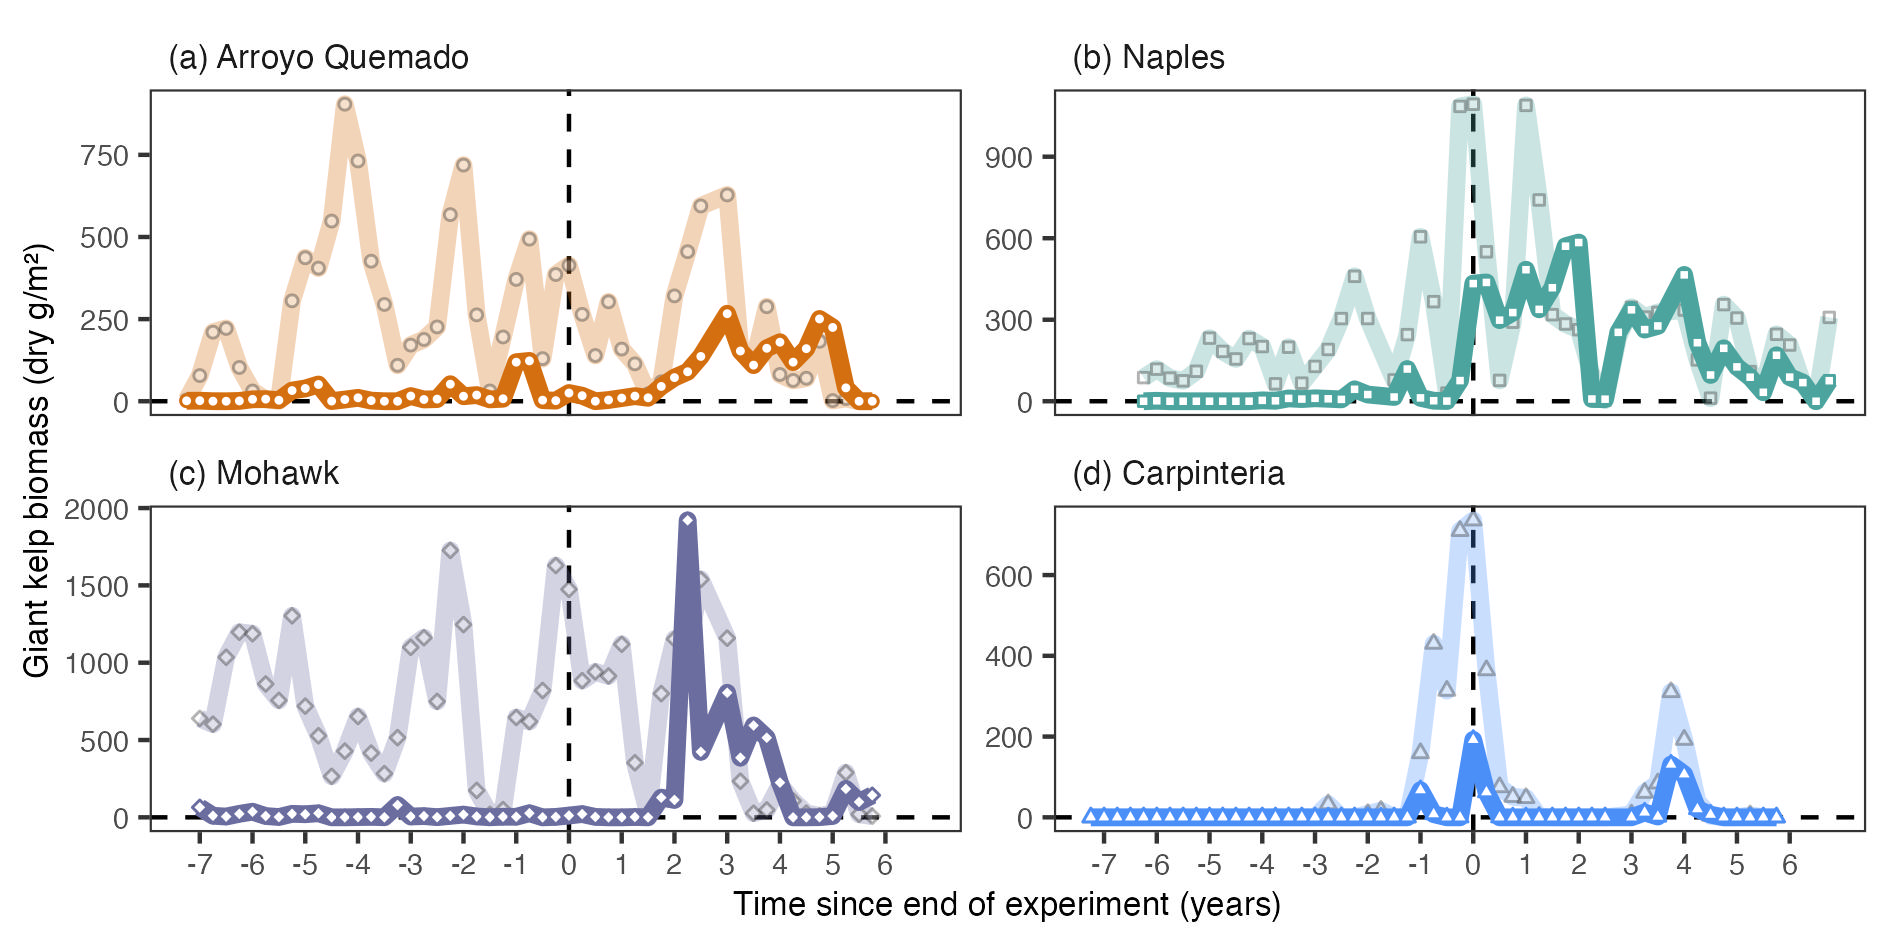 (a) Arroyo Quemado
(b) Naples
750
500
250
0
900
600
300
0
Giant kelp biomass (dry g/m²)
(c) Mohawk
(d) Carpinteria
2000
1500
1000
500
0
600
400
200
0
-7 -6 -5 -4 -3 -2 -1 0 1 2 3 4 5 6
-7 -6 -5 -4 -3 -2 -1 0 1 2 3 4 5 6
Time since end of experiment (years)